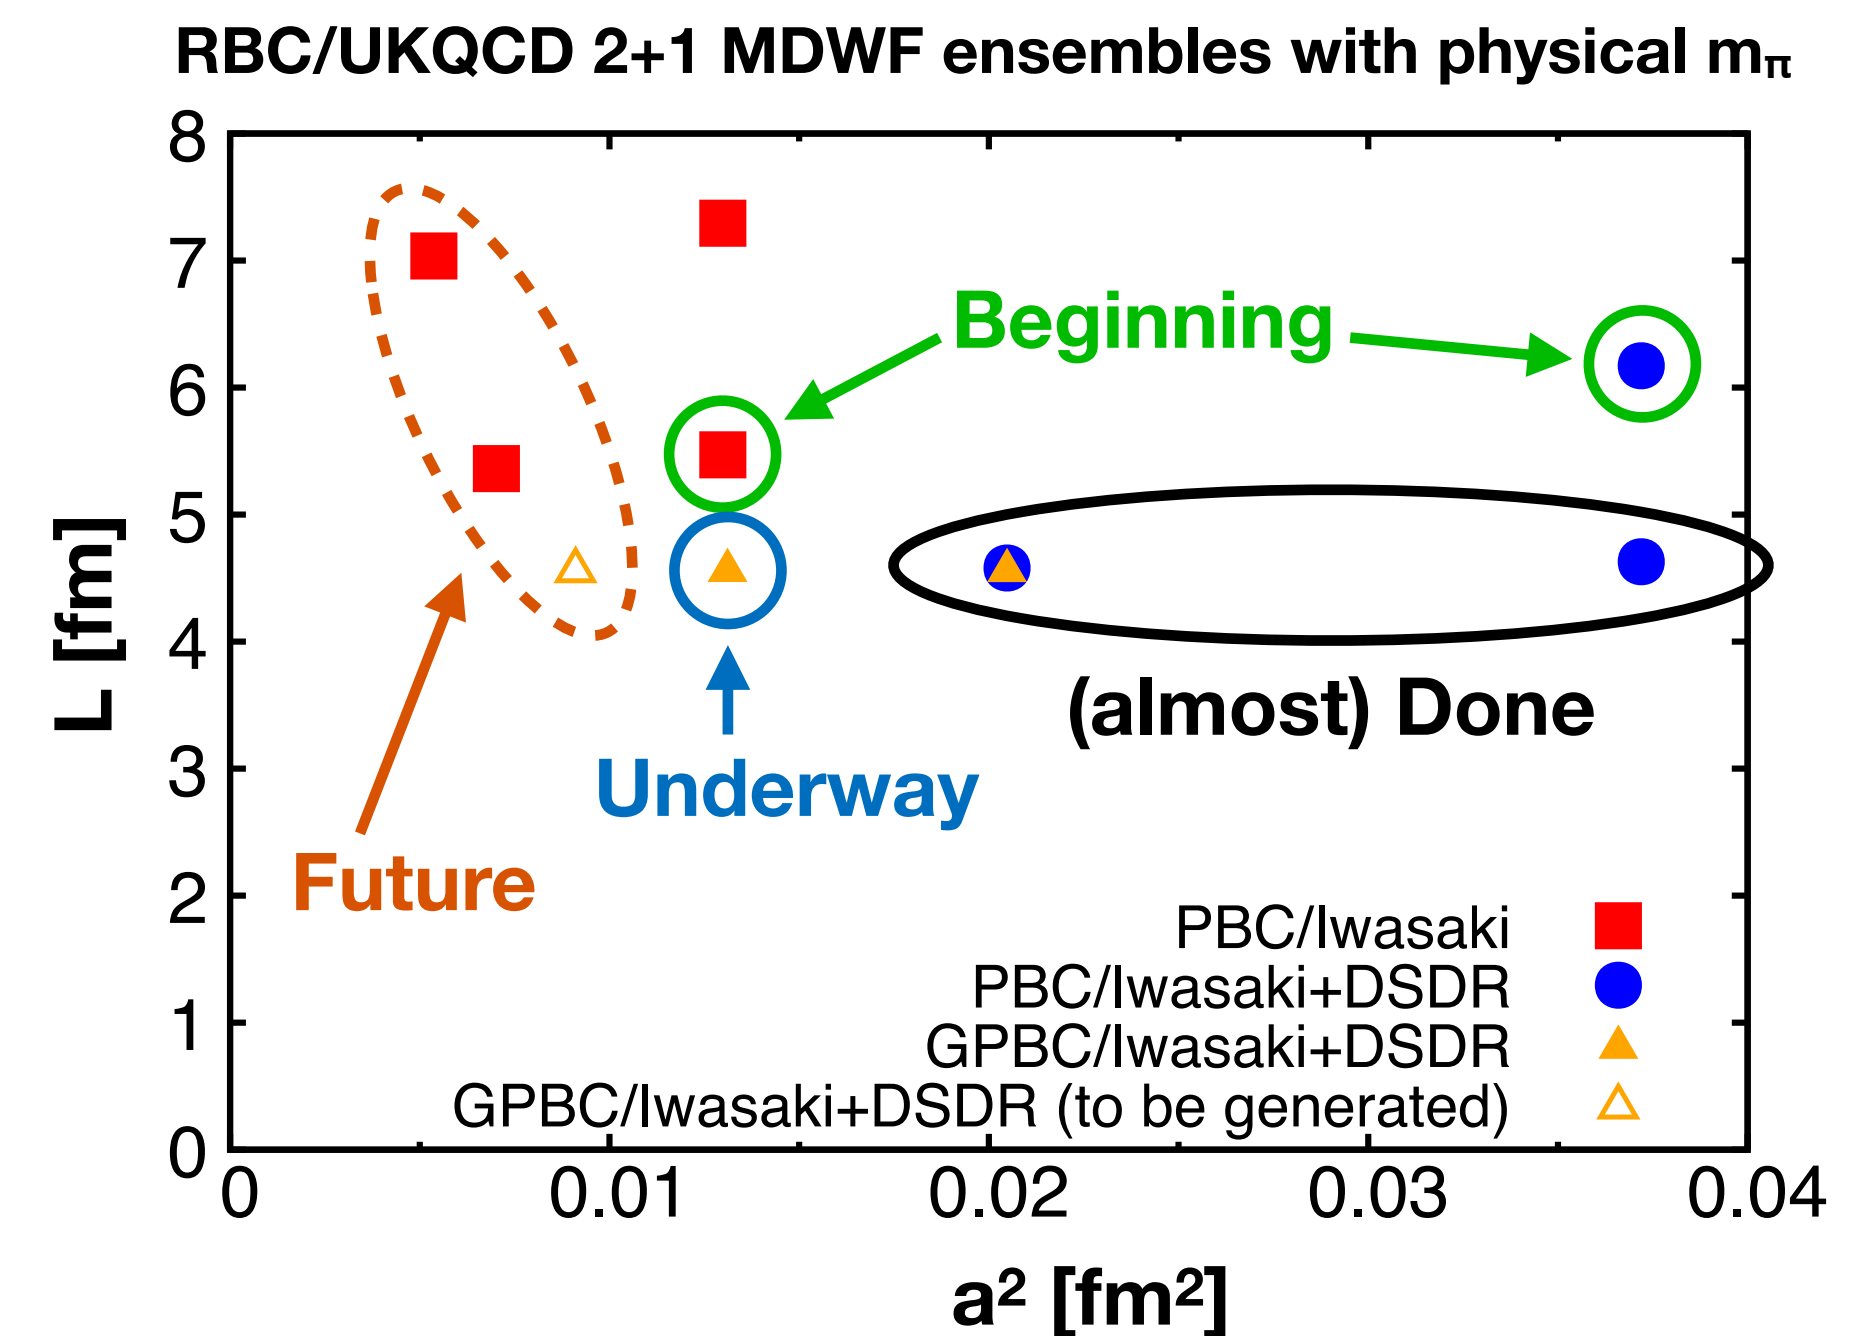 RBC/UKQCD 2+1 MDWF ensembles with physical mπ
8
7
6
5
4
3
2
1
0
L [fm]
Beginning
(almost) Done
Underway
Future
PBC/Iwasaki
PBC/Iwasaki+DSDR
GPBC/Iwasaki+DSDR
GPBC/Iwasaki+DSDR (to be generated)
0 0.01 0.02 0.03 0.04
a² [fm²]